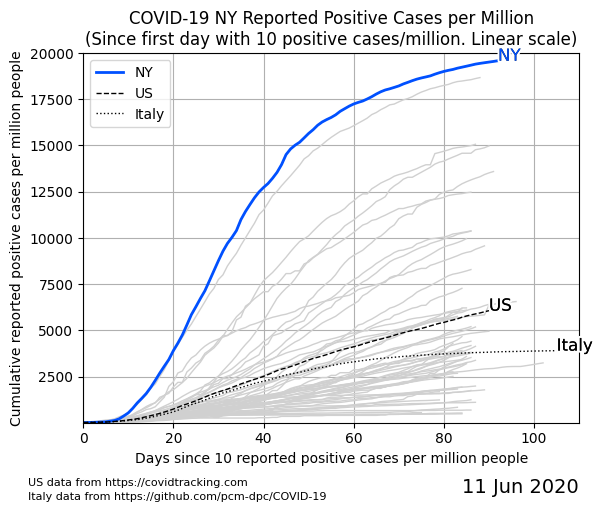 COVID-19 NY Reported Positive Cases per Million
(Since first day with 10 positive cases/million. Linear scale)
Cumulative reported positive cases per million people
20000
17500
15000
12500
10000
7500
5000
2500
NY
US
Italy
NY
US
Italy
0 20 40 60 80 100
Days since 10 reported positive cases per million people
US data from https://covidtracking.com
Italy data from https://github.com/pcm-dpc/COVID-19
11 Jun 2020